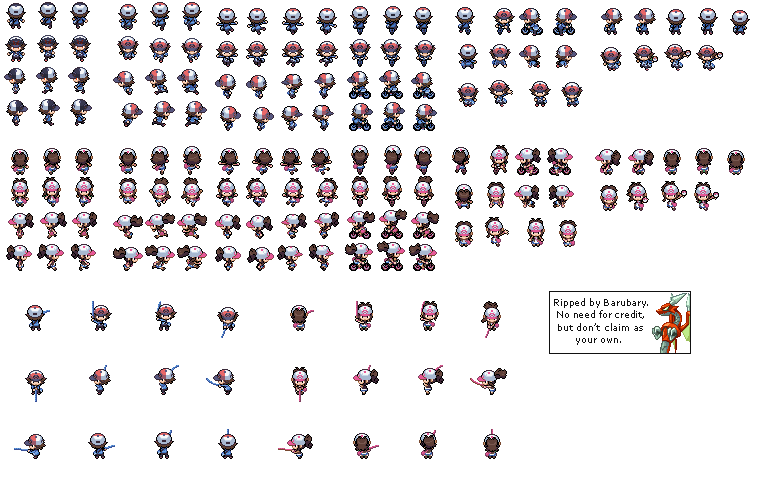 Ripped by Barubary.
No need for credit,
but don't claim as
your own.